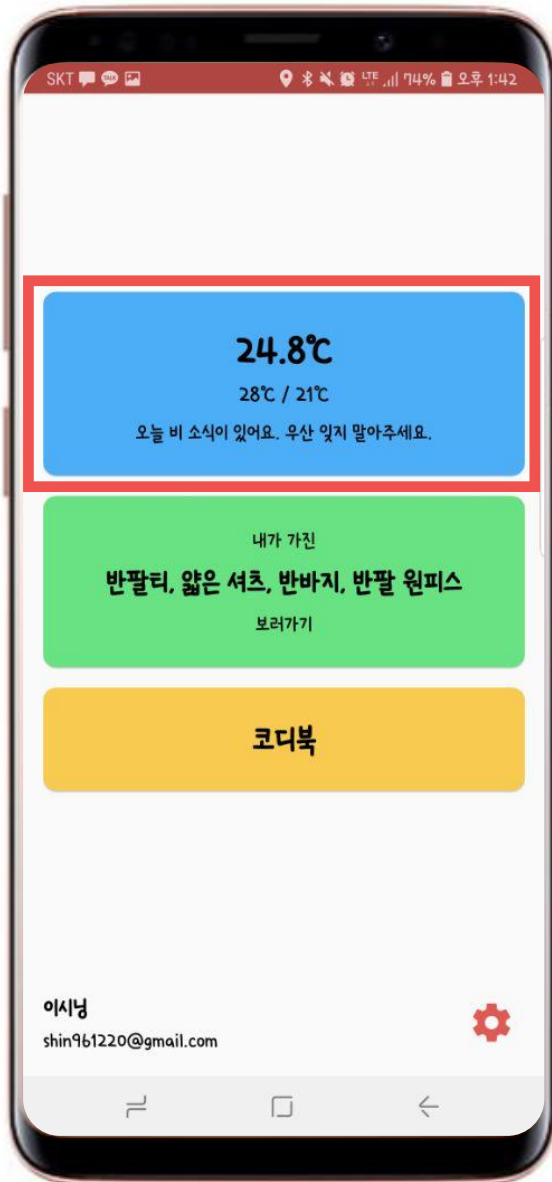 SKT
LTE 74% 오후 1:42
24.8℃
28℃ / 21℃
오늘 비 소식이 있어요. 우산 잊지 말아주세요.
내가 가진
반팔티, 얇은 셔츠, 반바지, 반팔 원피스
보러가기
코디북
이시닝
shin961220@gmail.com